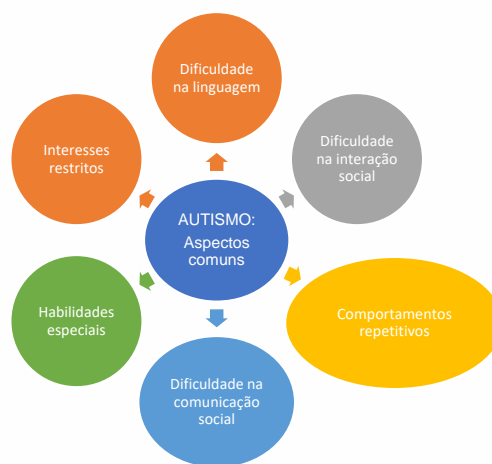 Dificuldade
na linguagem
Dificuldade
na interação
social
Comportamentos
repetitivos
Dificuldade na
comunicação
social
Habilidades
especiais
Interesses
restritos
AUTISMO:
Aspectos
comuns